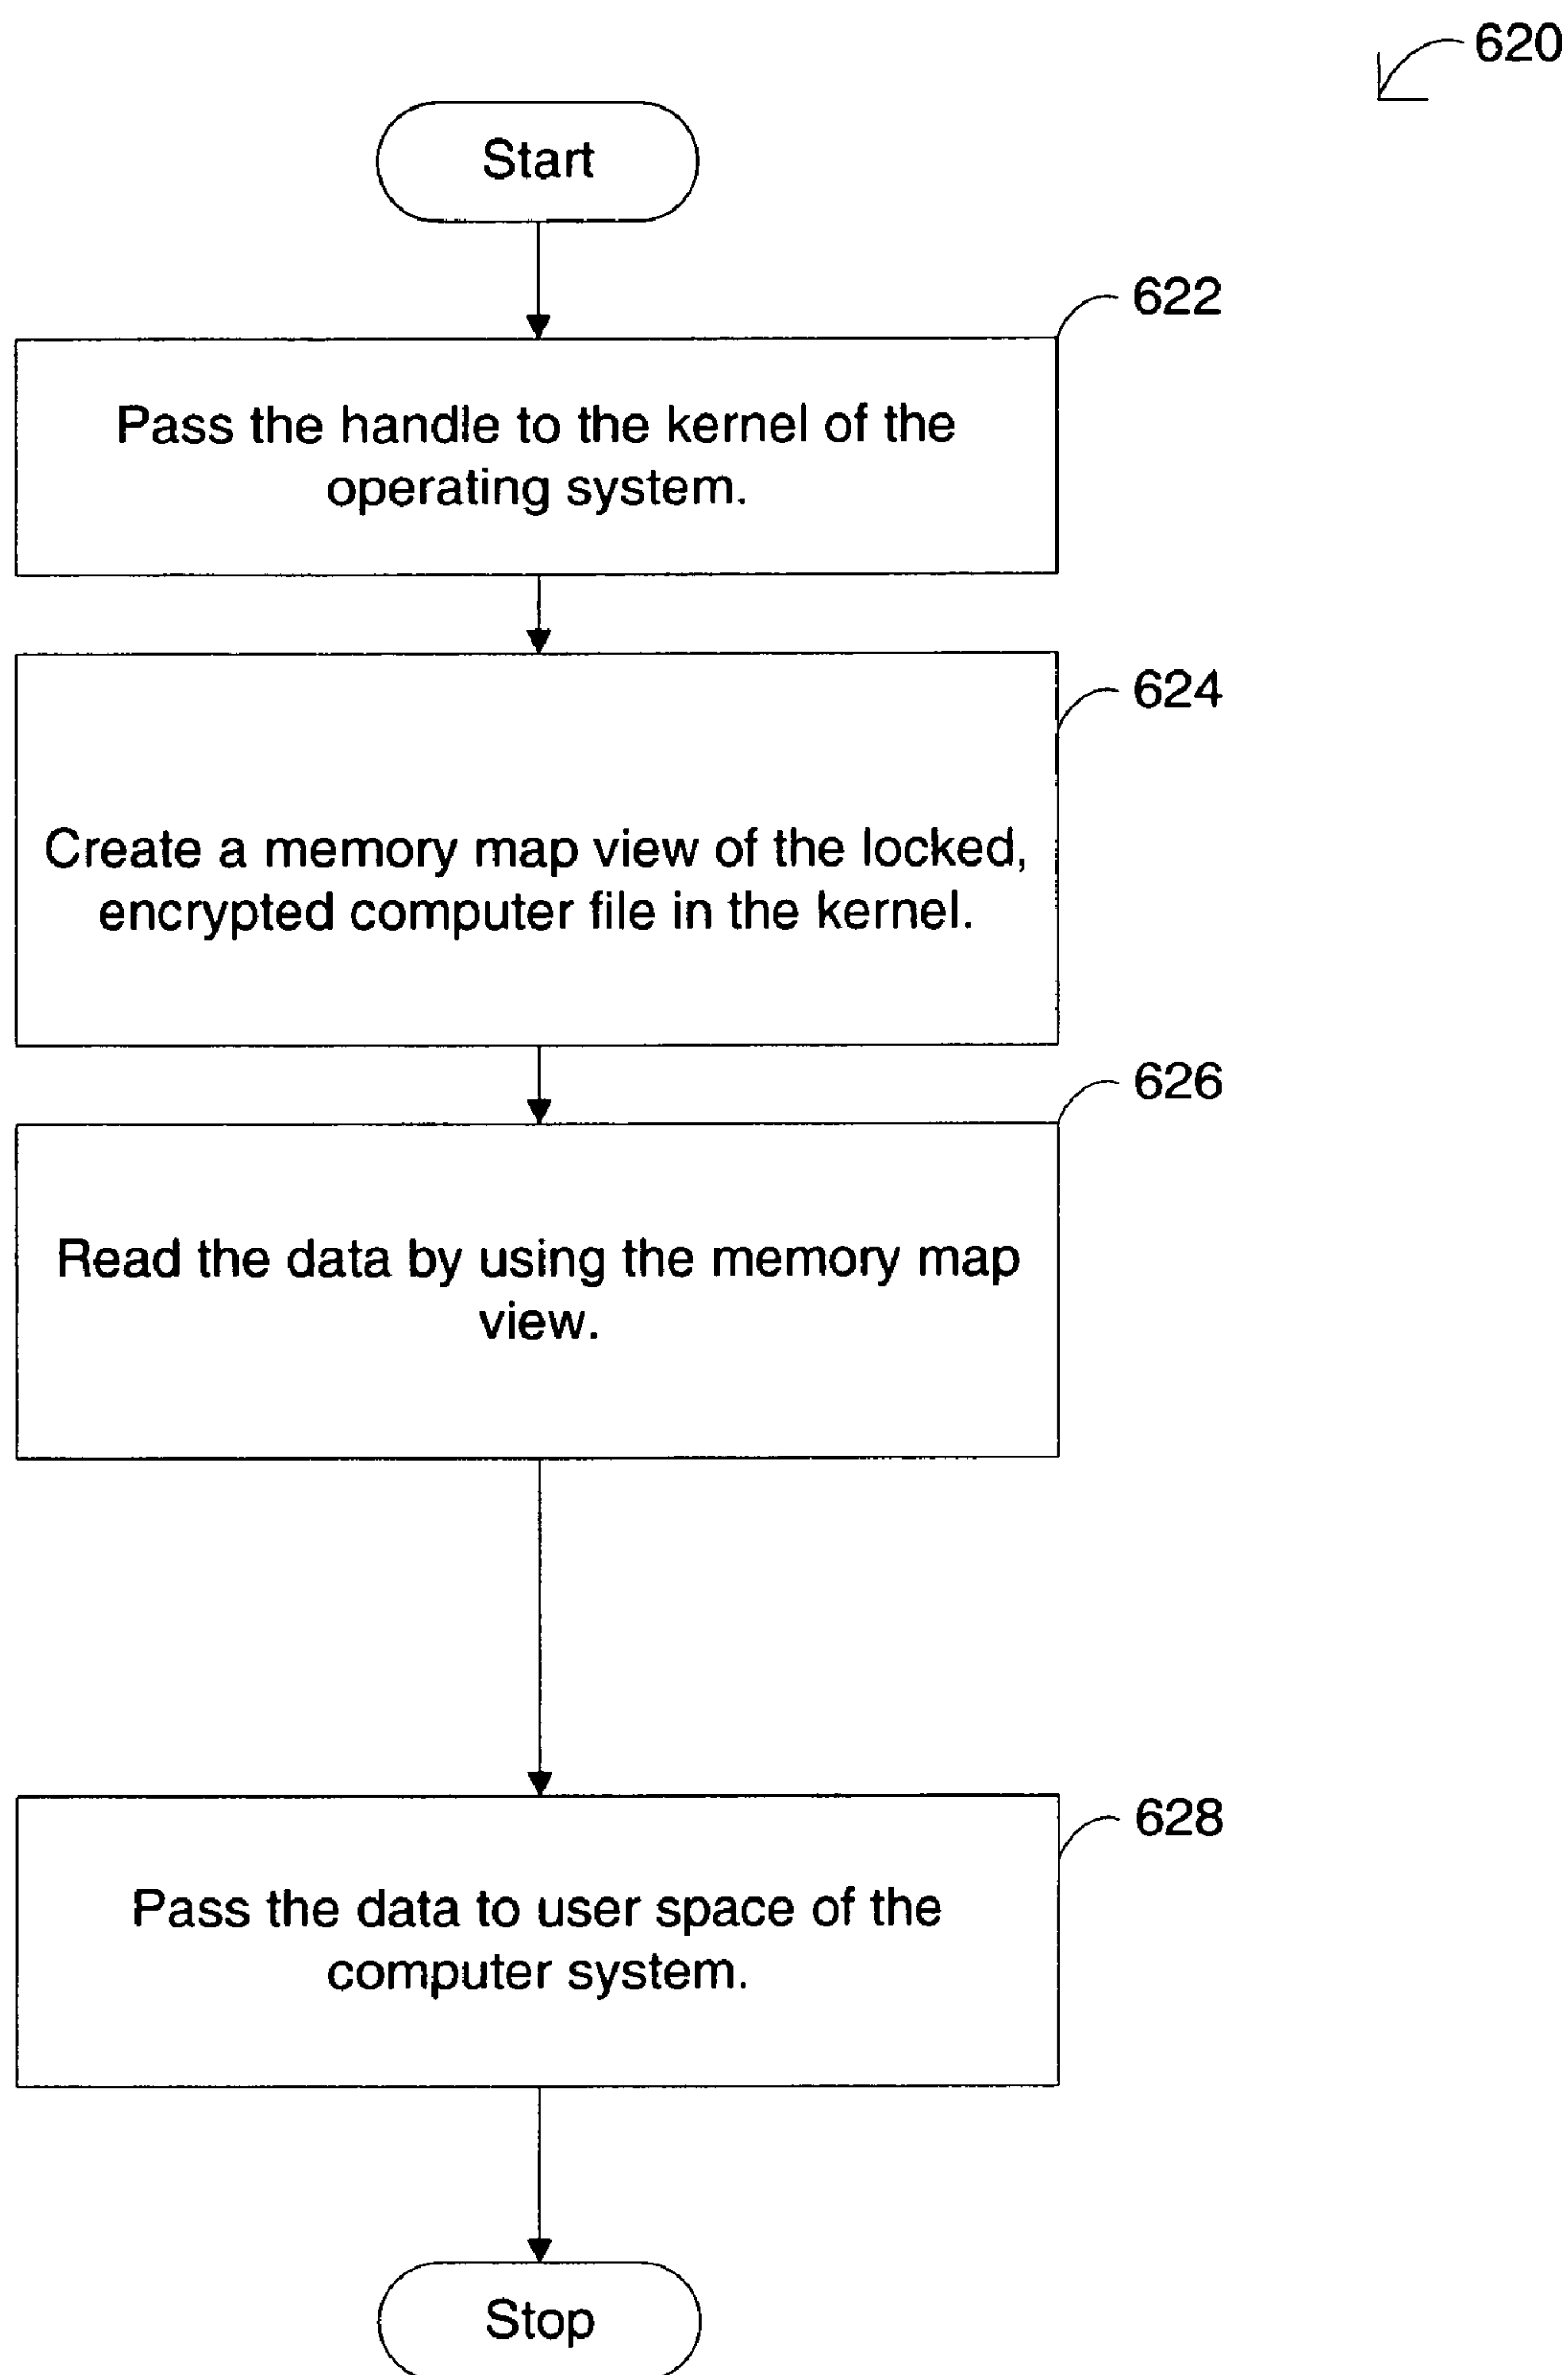 620
Start
622
Pass the handle to the kernel of the
operating system.
624
Create a memory map view of the locked,
encrypted computer file in the kernel.
626
Read the data by using the memory map
view.
628
Pass the data to user space of the
computer system.
Stop